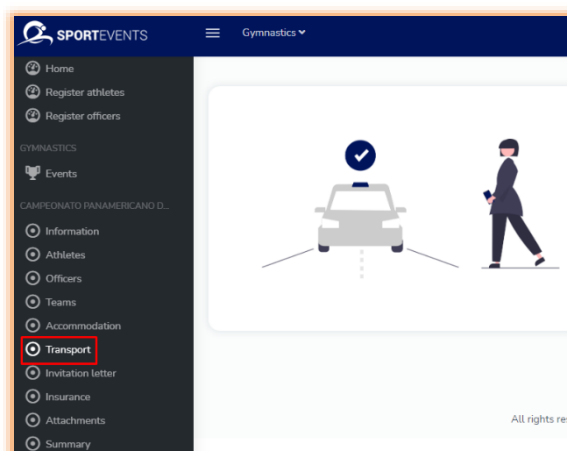 SPORTEVENTS
Gymnastics
Home
Register athletes
Register officers
GYMNASTICS
Events
CAMPEONATO PANAMERICANO D...
Information
Athletes
Officers
Teams
Accommodation
Transport
Invitation letter
Insurance
Attachments
Summary
All rights res